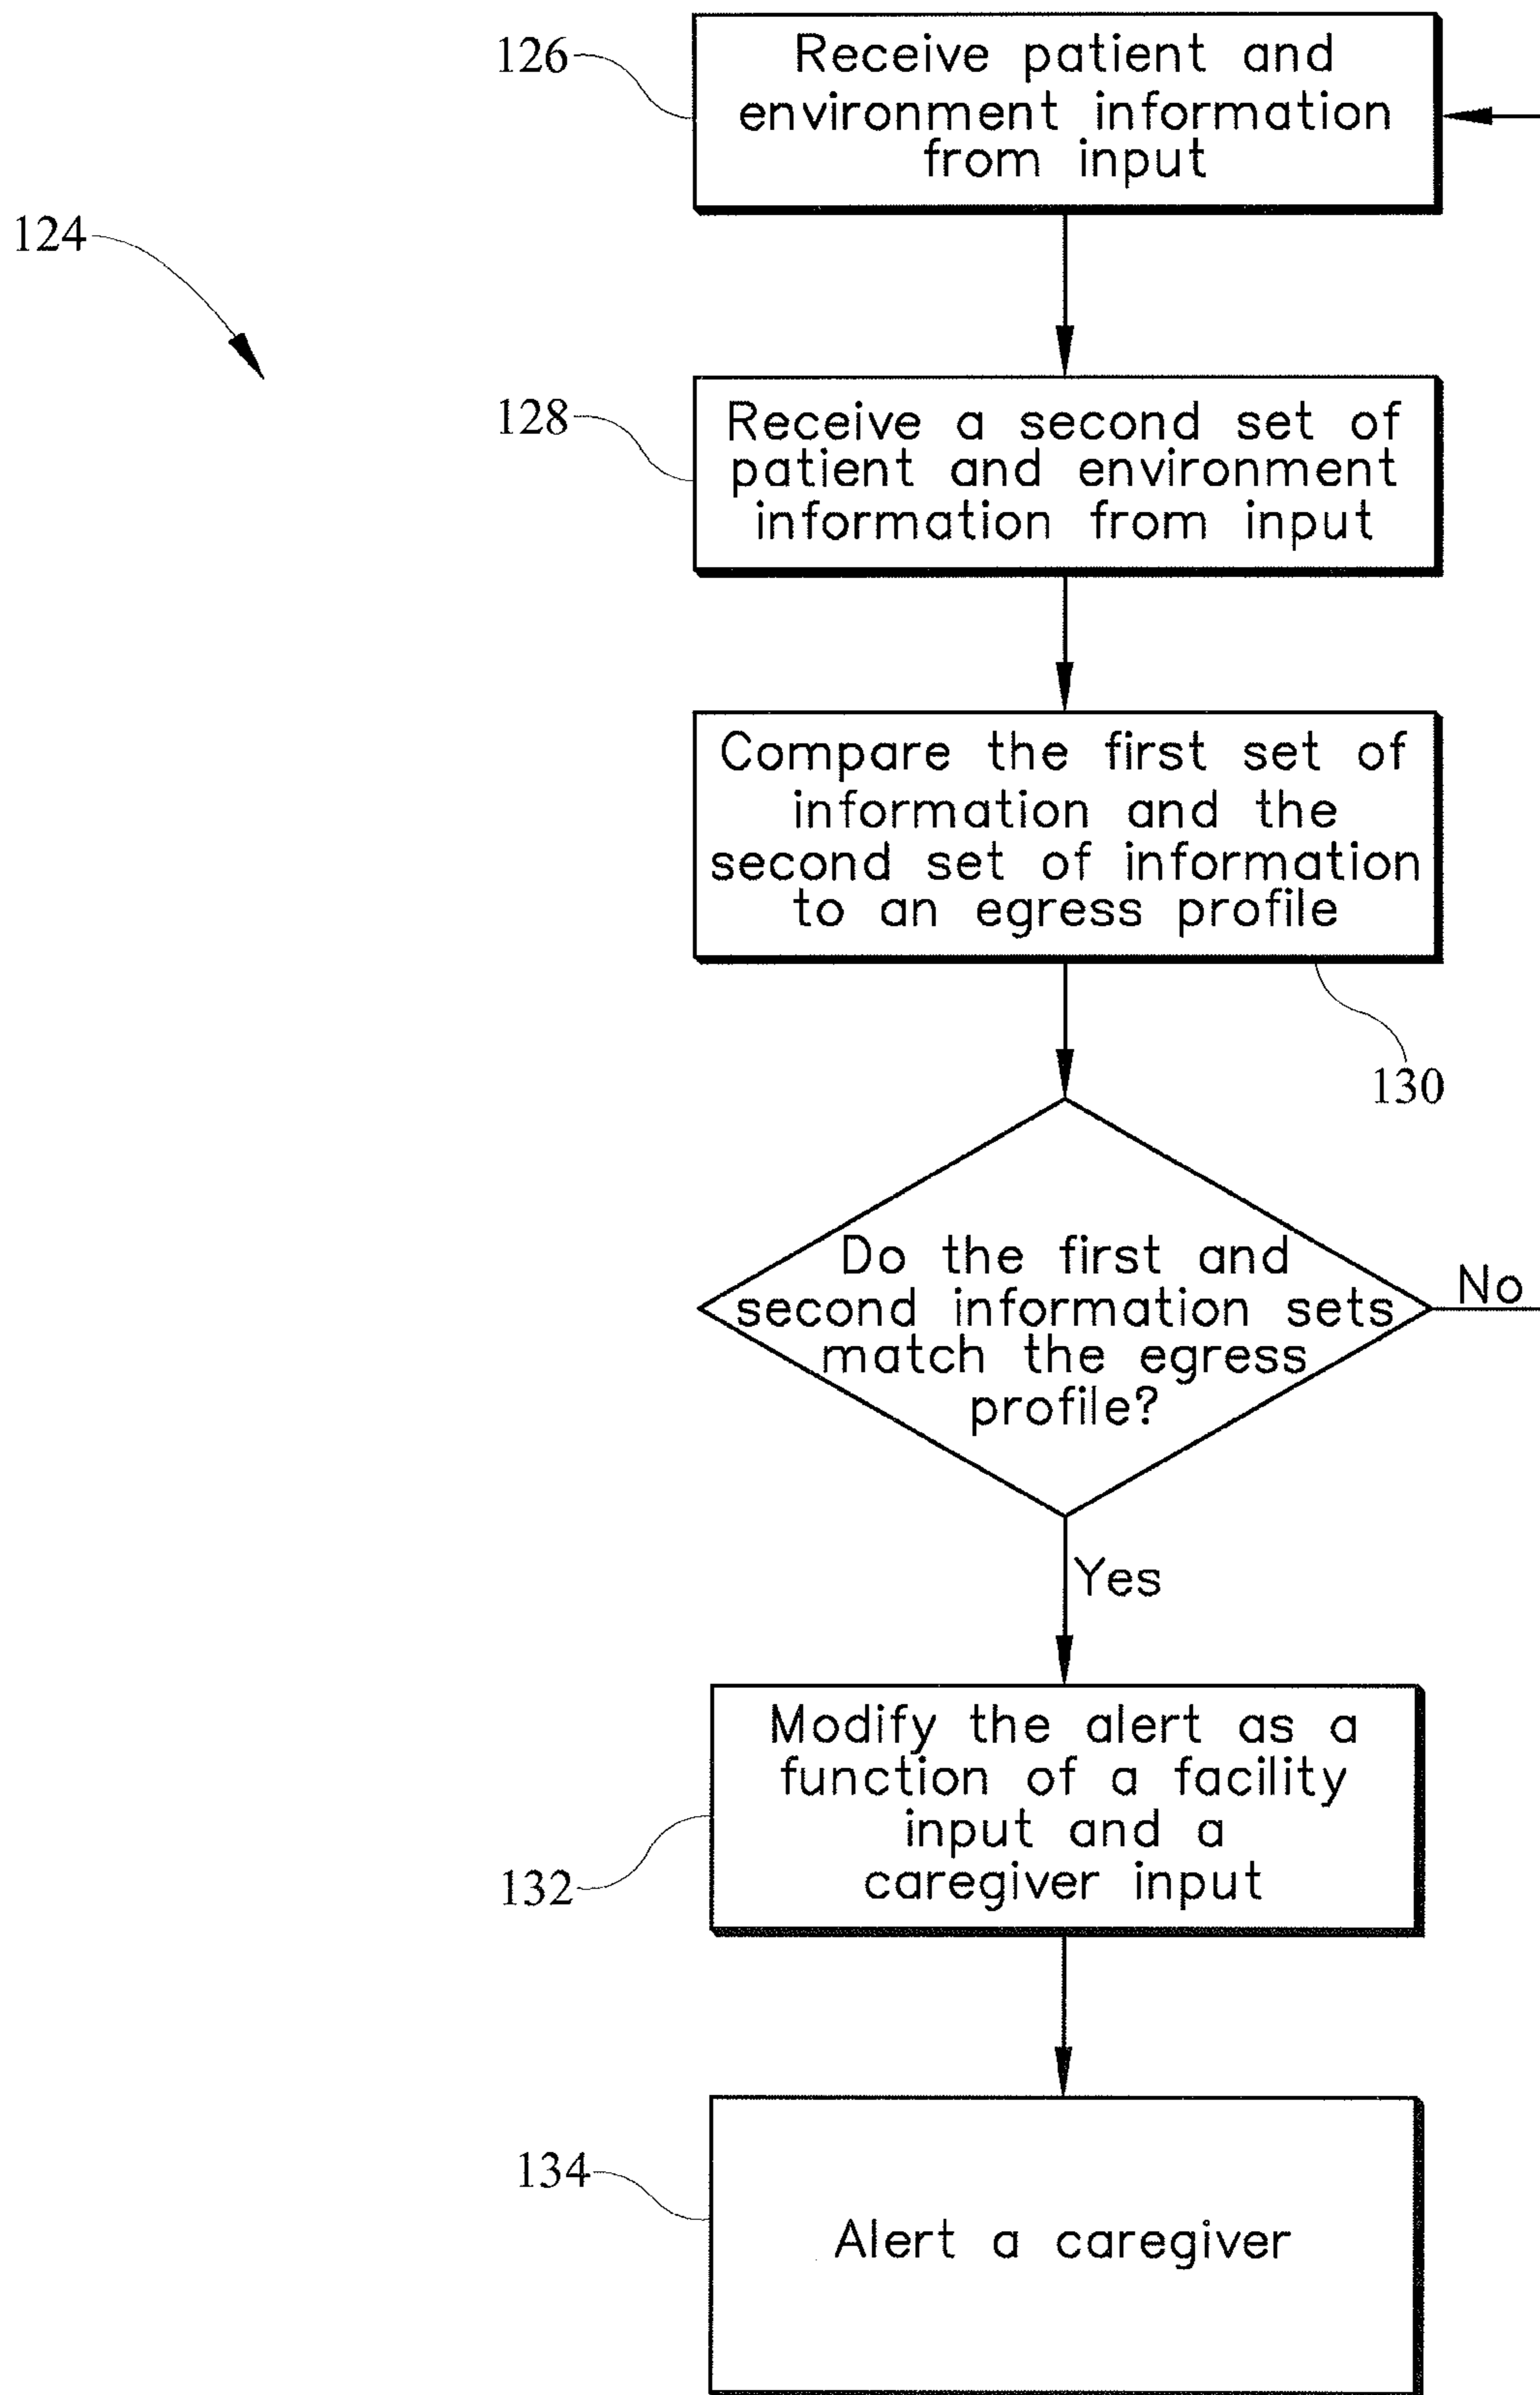 126
Receive patient and
environment information
from input
124
128
Receive a second set of
patient and environment
information from input
Compare the first set of
information and the
second set of information
to an egress profile
130
Do the first and
second information sets
match the egress
profile?
No
Yes
Modify the alert as a
function of a facility
input and a
caregiver input
132
134
Alert a caregiver